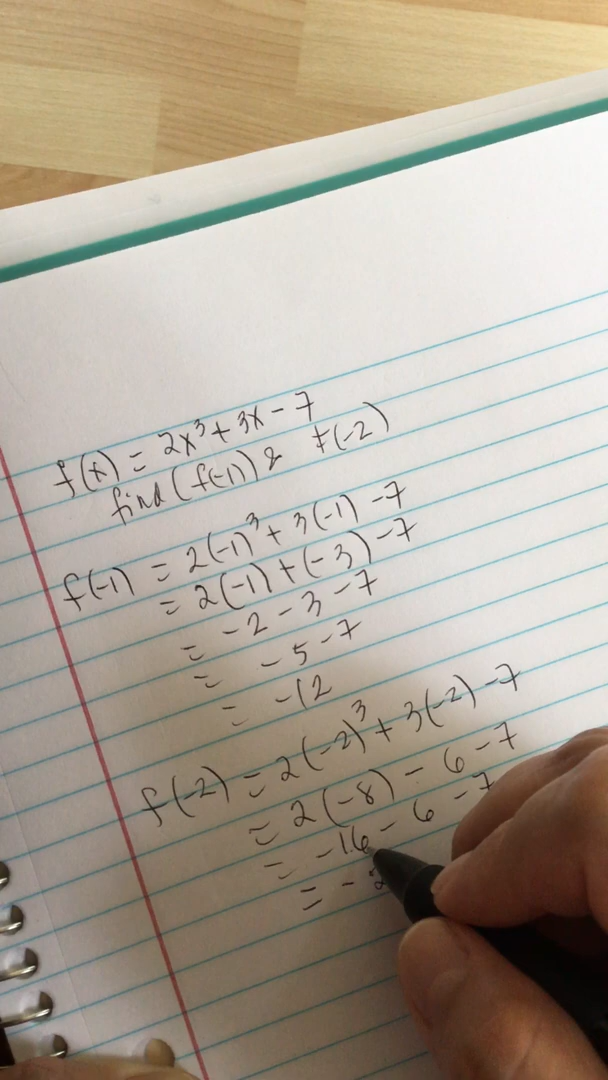 f(x) = 2x³ + 3x - 7
find (f(-1) & f(-2)
f(-1) = 2(-1)³ + 3(-1) - 7
= 2(-1) + (-3) - 7
= -2 - 3 - 7
= -5 - 7
= -12
f(-2) = 2(-2)³ + 3(-2) - 7
= 2(-8) - 6 - 7
= -16 - 6 - 7
= - 2